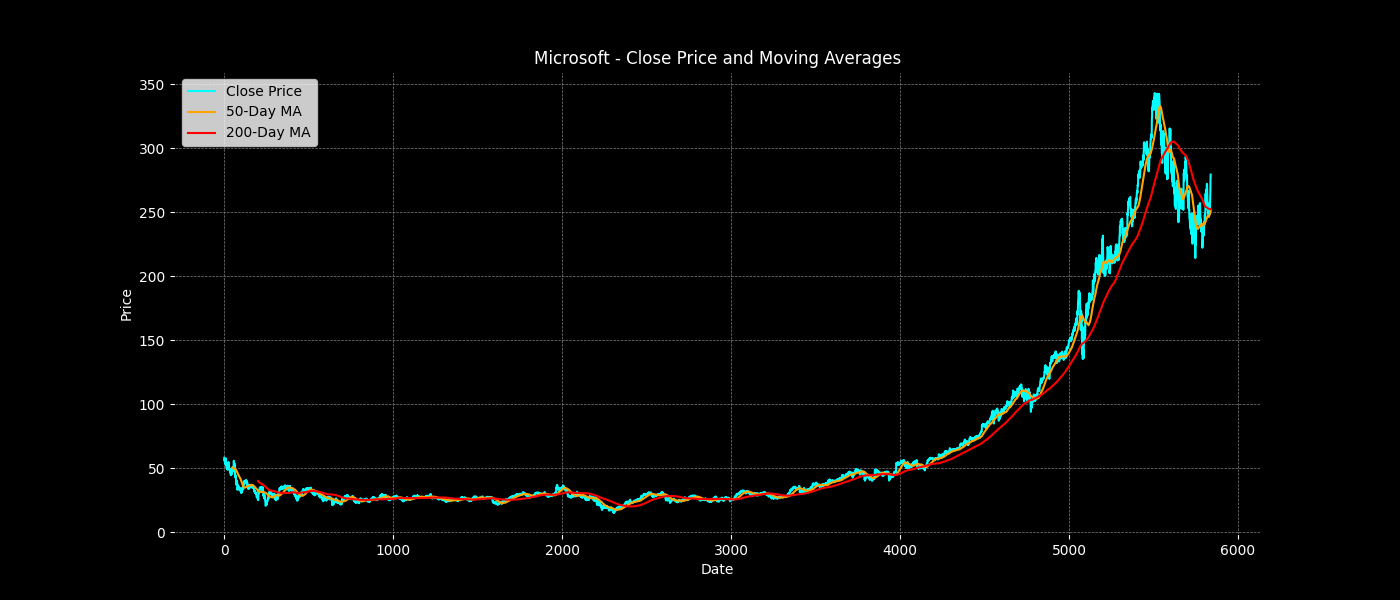 Microsoft - Close Price and Moving Averages
Close Price
50-Day MA
200-Day MA
350
300
250
200
150
100
50
0
Price
0 1000 2000 3000 4000 5000 6000
Date